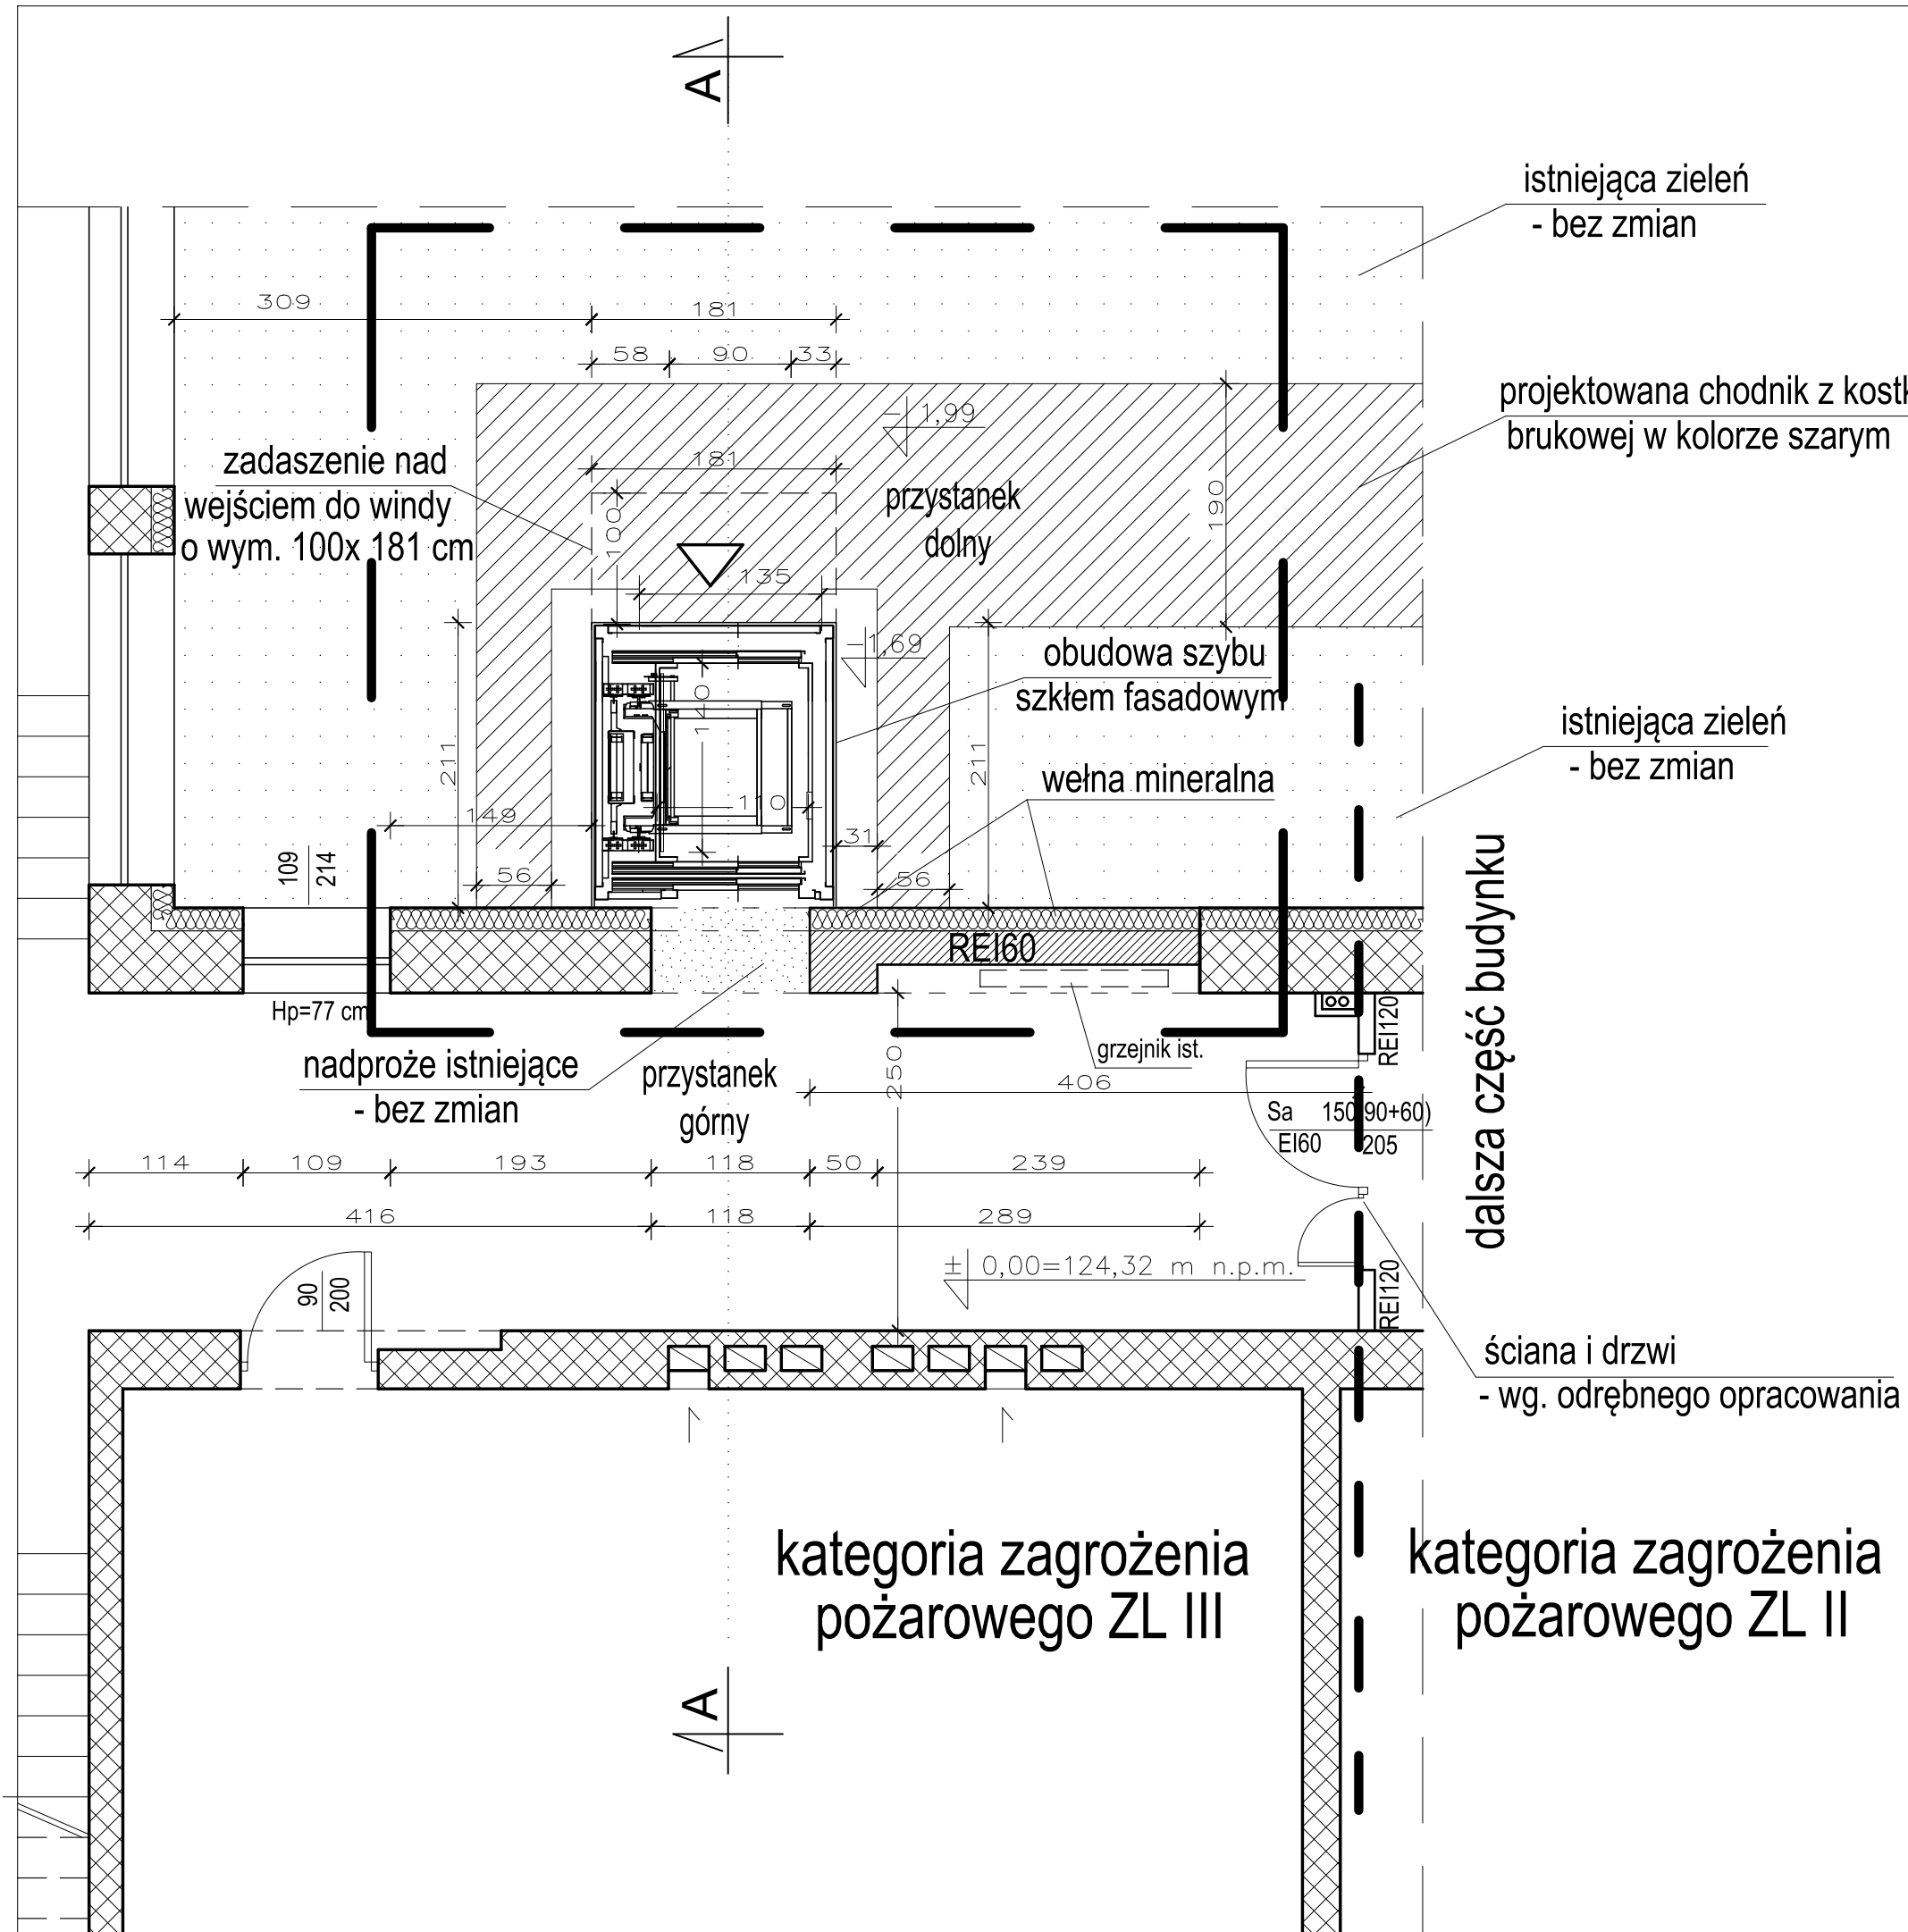 A
istniejąca zieleń
- bez zmian
309
181
58
90
33
projektowana chodnik z kostk
brukowej w kolorze szarym
1,99
181
zadaszenie nad
wejściem do windy
o wym. 100x 181 cm
przystanek
dolny
100
190
135
1,69
obudowa szybu
szkłem fasadowym
140
istniejąca zieleń
- bez zmian
211
211
wełna mineralna
110
149
31
109
214
56
56
dalsza część budynku
REI60
Hp=77 cm
REI120
nadproże istniejące
- bez zmian
przystanek
górny
250
grzejnik ist.
406
Sa 150(90+60)
EI60 205
114
109
193
118
50
239
416
118
289
± 0,00=124,32 m n.p.m.
90
200
REI120
ściana i drzwi
- wg. odrębnego opracowania
kategoria zagrożenia
pożarowego ZL III
kategoria zagrożenia
pożarowego ZL II
A